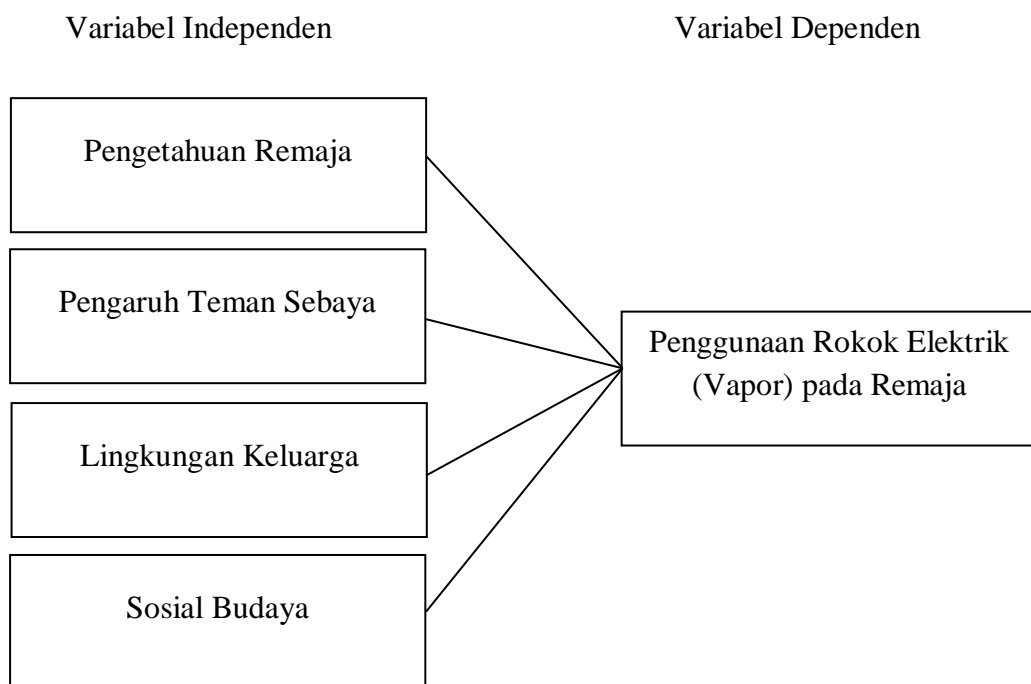 Variabel Independen
Variabel Dependen
Pengetahuan Remaja
Pengaruh Teman Sebaya
Lingkungan Keluarga
Sosial Budaya
Penggunaan Rokok Elektrik
(Vapor) pada Remaja